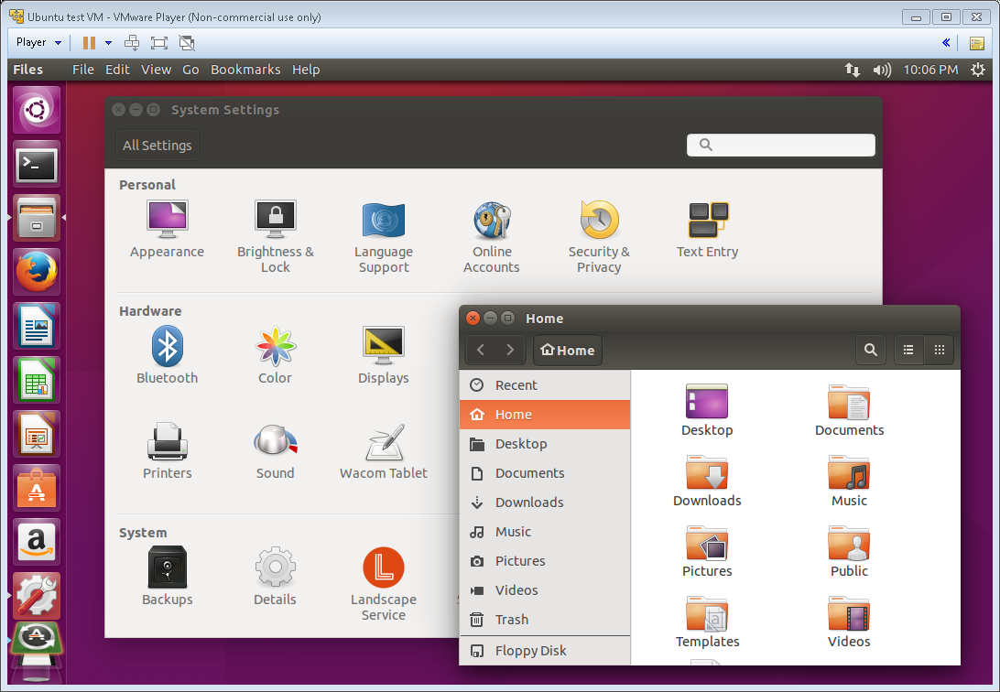 Ubuntu test VM - VMware Player (Non-commercial use only)
Player
Files File Edit View Go Bookmarks Help 10:06 PM
System Settings
All Settings
Personal
Appearance
Brightness &
Lock
Language
Support
Online
Accounts
Security &
Privacy
Text Entry
Hardware
Bluetooth
Color
Displays
Printers
Sound
Wacom Tablet
System
Backups
Details
Landscape
Service
Home
Home
Recent
Home
Desktop
Documents
Downloads
Music
Pictures
Videos
Trash
Floppy Disk
Desktop
Documents
Downloads
Music
Pictures
Public
Templates
Videos